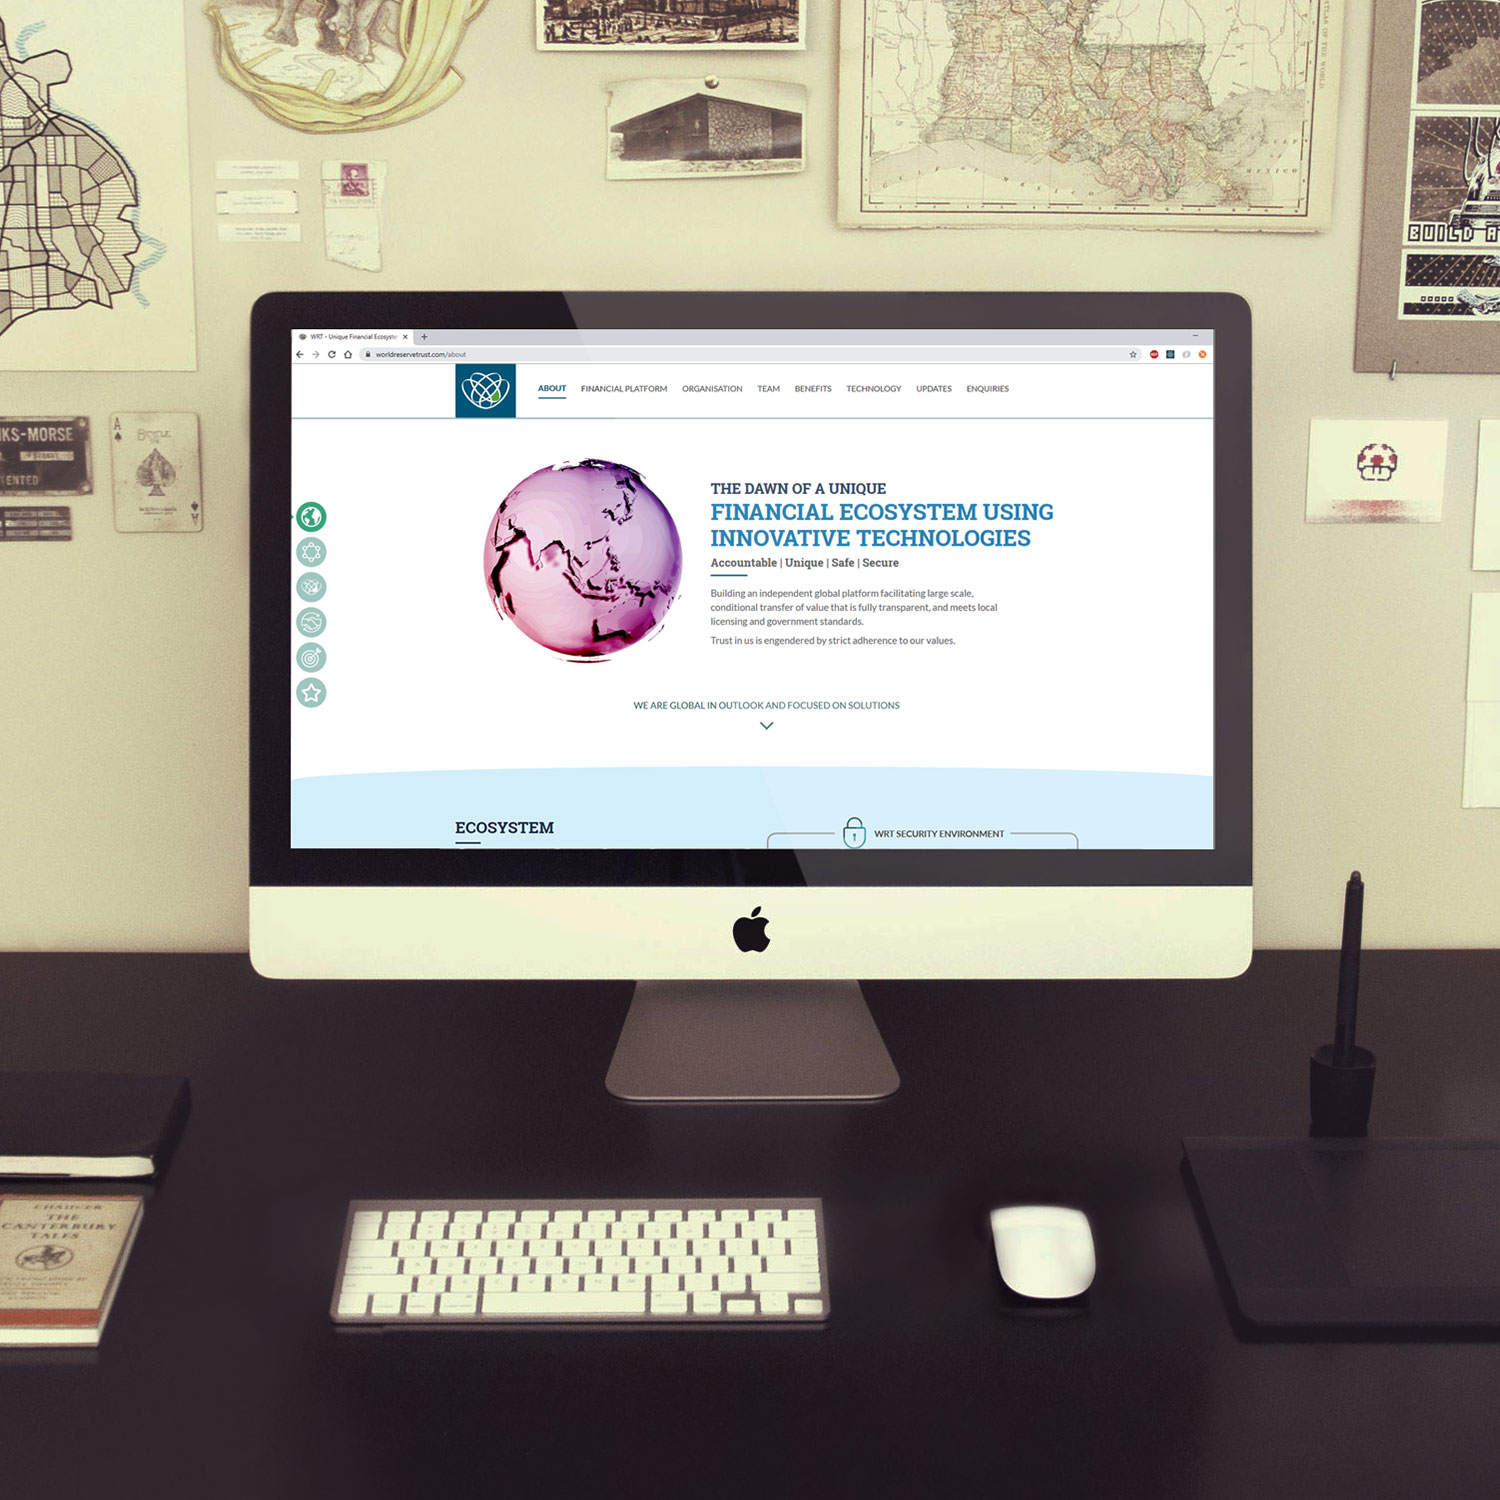 GULF OF MEXICO
BUILD A
KS-MORSE
ENTED
A
BICYCLE
WRT - Unique Financial Ecosyste
worldreservetrust.com/about
ABOUT FINANCIAL PLATFORM ORGANISATION TEAM BENEFITS TECHNOLOGY UPDATES ENQUIRIES
THE DAWN OF A UNIQUE
FINANCIAL ECOSYSTEM USING
INNOVATIVE TECHNOLOGIES
Accountable | Unique | Safe | Secure
Building an independent global platform facilitating large scale,
conditional transfer of value that is fully transparent, and meets local
licensing and government standards.
Trust in us is engendered by strict adherence to our values.
WE ARE GLOBAL IN OUTLOOK AND FOCUSED ON SOLUTIONS
ECOSYSTEM
WRT SECURITY ENVIRONMENT
CHAUCER
THE
CANTERBURY
TALES